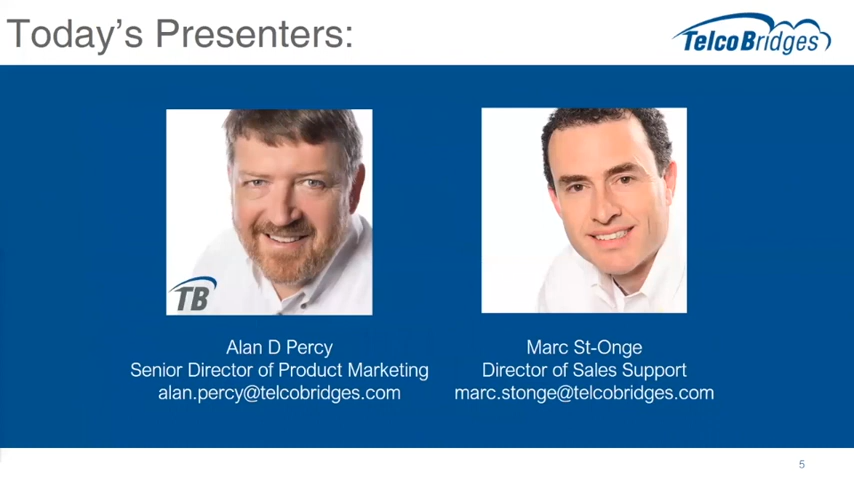 Today's Presenters:
TelcoBridges
TB
Alan D Percy
Senior Director of Product Marketing
alan.percy@telcobridges.com
Marc St-Onge
Director of Sales Support
marc.stonge@telcobridges.com
5